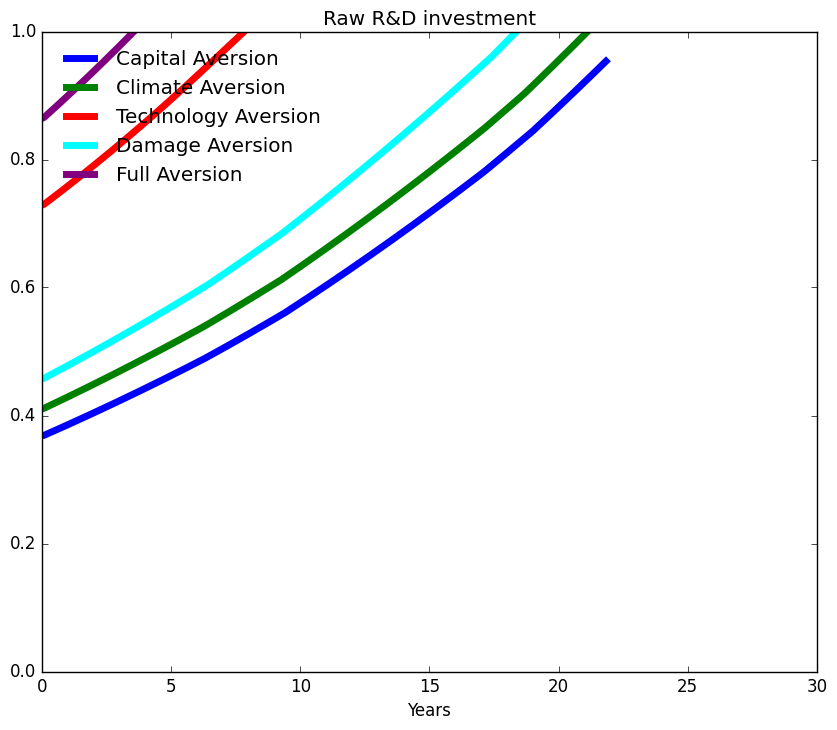 Raw R&D investment
1.0
0.8
0.6
0.4
0.2
0.0
Capital Aversion
Climate Aversion
Technology Aversion
Damage Aversion
Full Aversion
0 5 10 15 20 25 30
Years